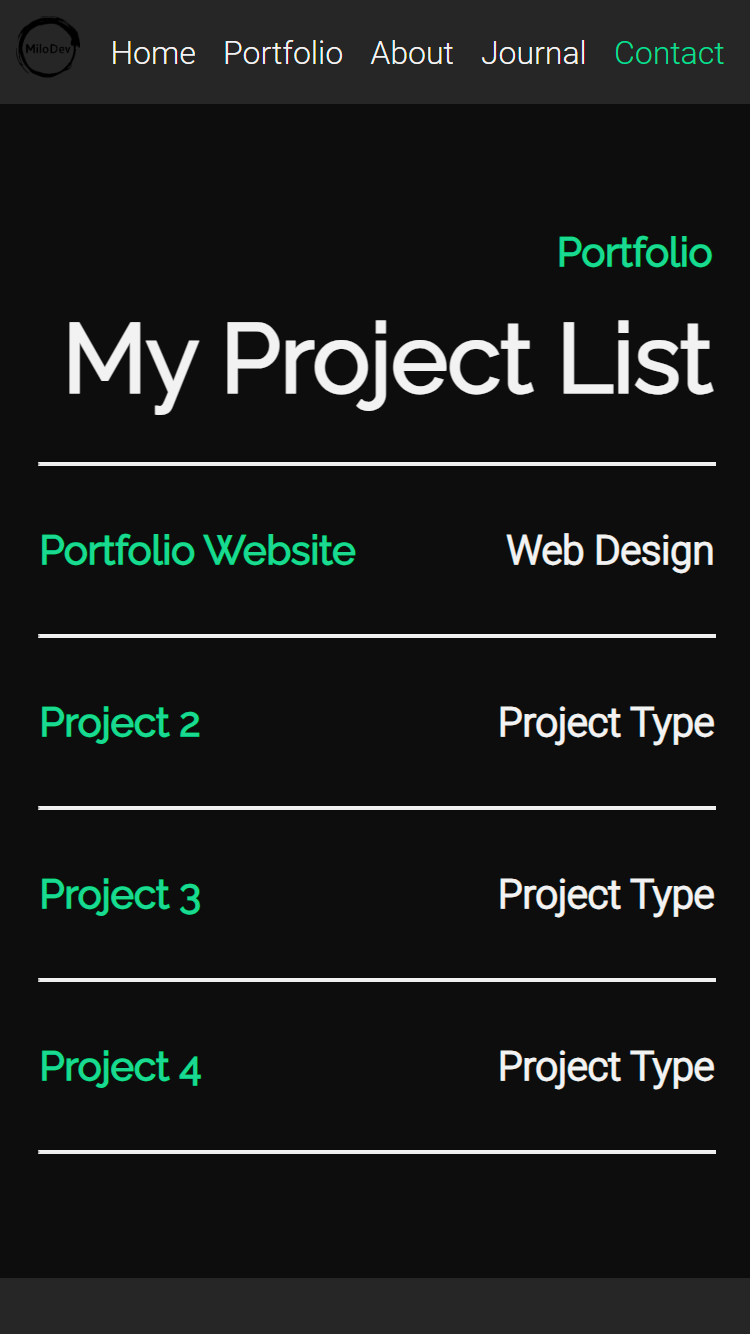 MiloDev Home Portfolio About Journal Contact
Portfolio
My Project List
Portfolio Website Web Design
Project 2 Project Type
Project 3 Project Type
Project 4 Project Type